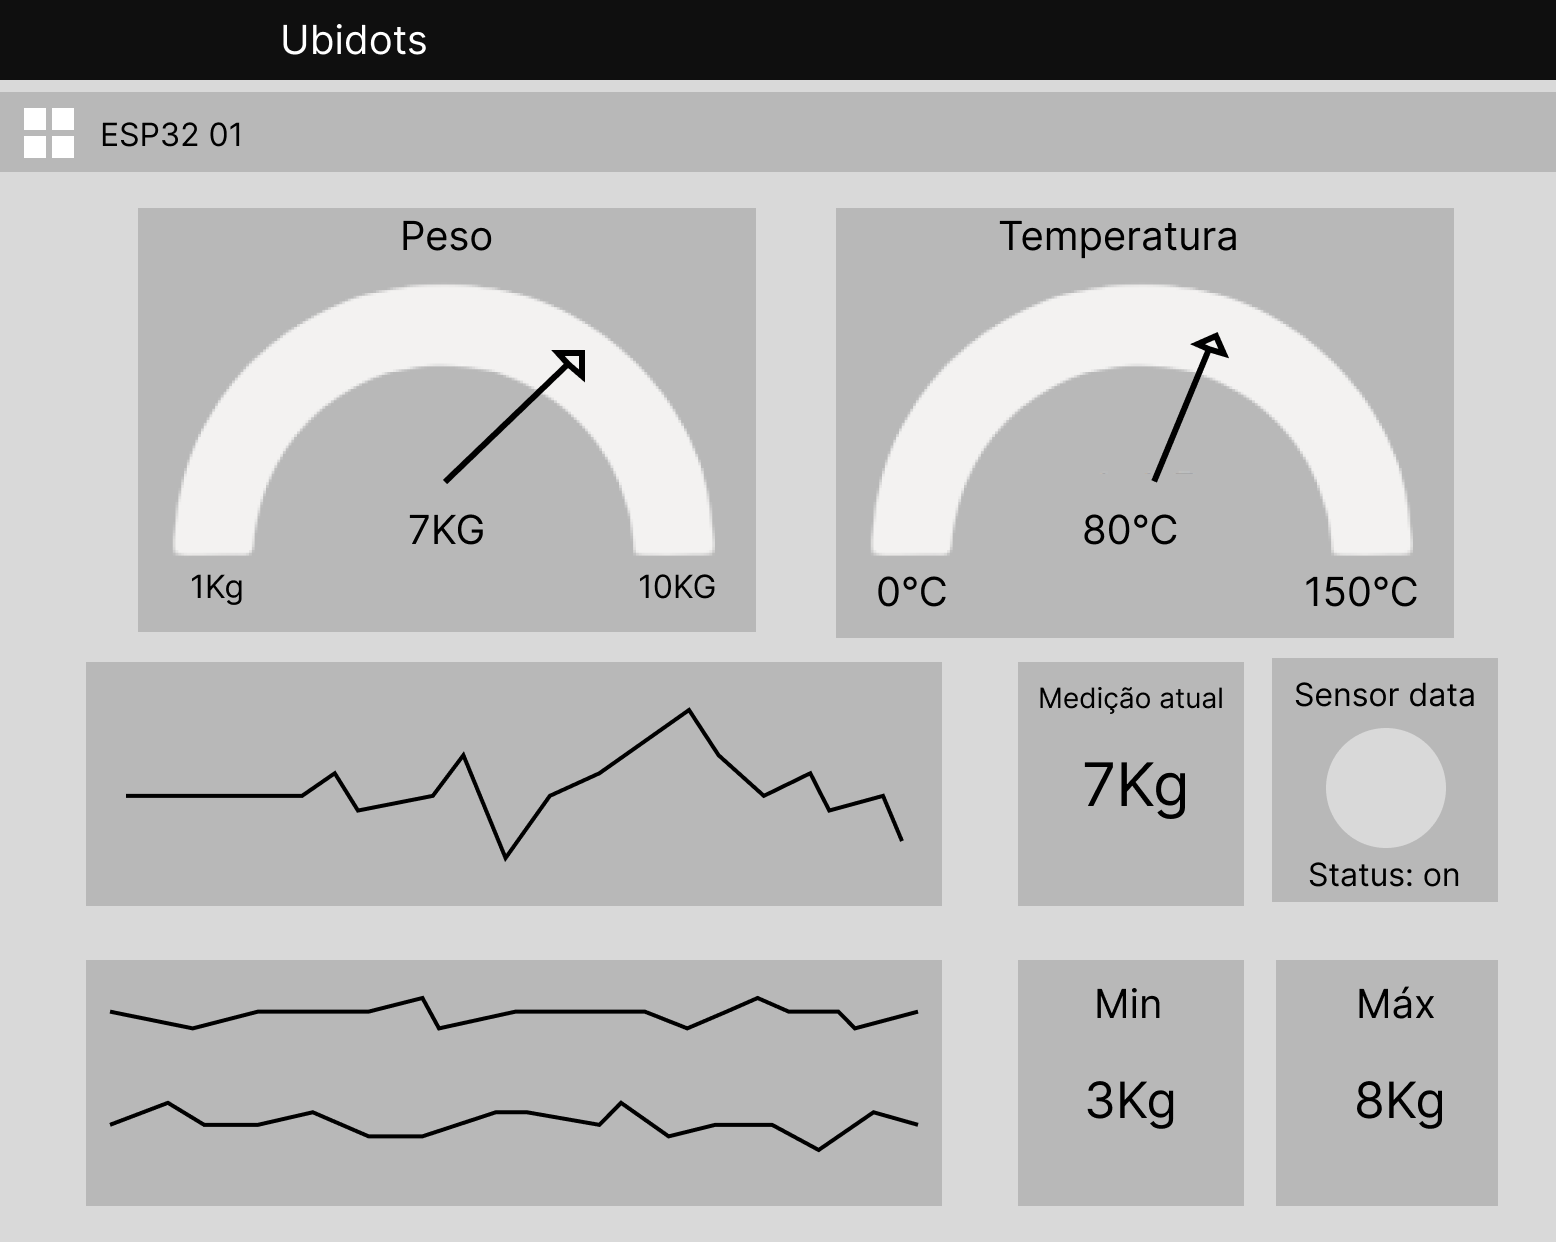 Ubidots
ESP32 01
Peso
7KG
1Kg
10KG
Temperatura
80°C
0°C
150°C
Medição atual
7Kg
Sensor data
Status: on
Min
3Kg
Máx
8Kg